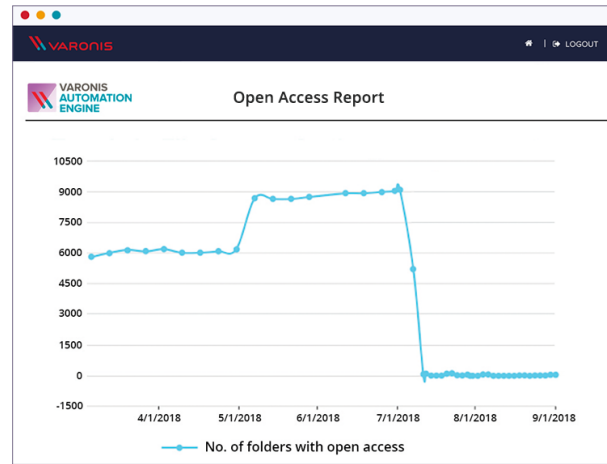 VARONIS
LOGOUT
VARONIS
AUTOMATION
ENGINE
Open Access Report
10500
9000
7500
6000
4500
3000
1500
0
-1500
4/1/2018 5/1/2018 6/1/2018 7/1/2018 8/1/2018 9/1/2018
No. of folders with open access